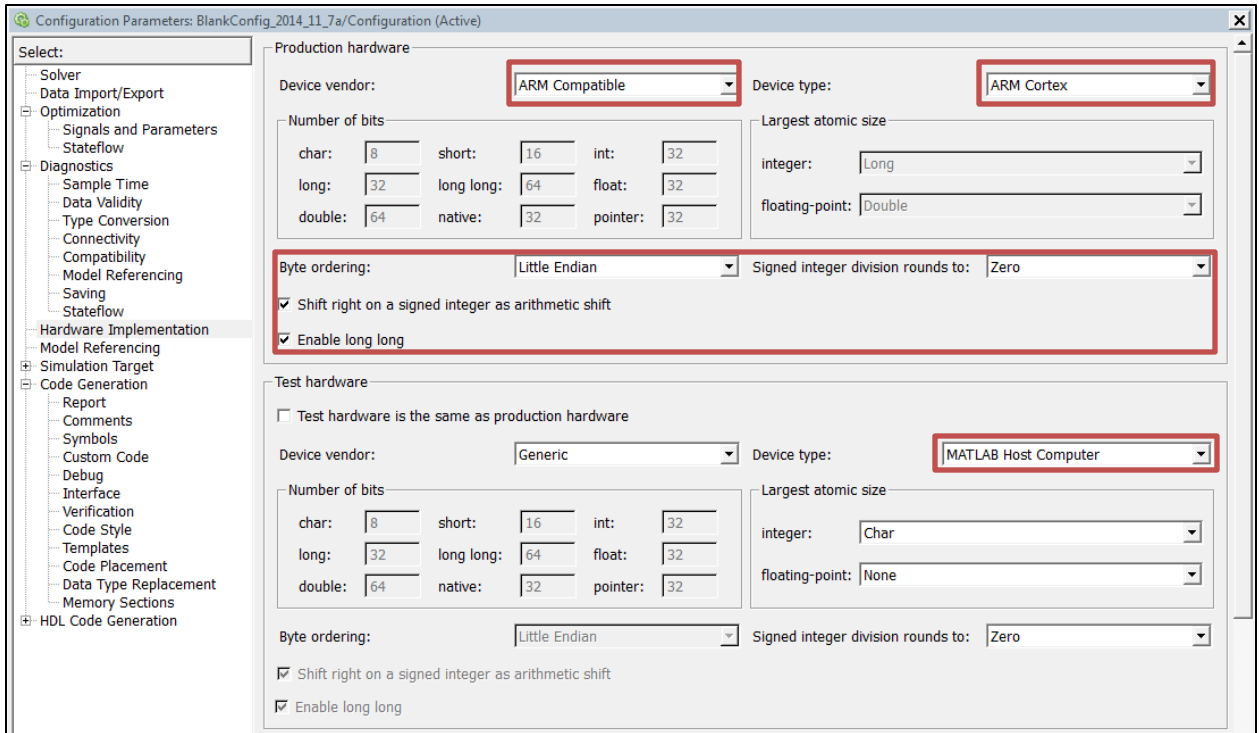 Configuration Parameters: BlankConfig_2014_11_7a/Configuration (Active)
Select:
Solver
Data Import/Export
Optimization
Signals and Parameters
Stateflow
Diagnostics
Sample Time
Data Validity
Type Conversion
Connectivity
Compatibility
Model Referencing
Saving
Stateflow
Hardware Implementation
Model Referencing
Simulation Target
Code Generation
Report
Comments
Symbols
Custom Code
Debug
Interface
Verification
Code Style
Templates
Code Placement
Data Type Replacement
Memory Sections
HDL Code Generation
Production hardware
Device vendor: ARM Compatible Device type: ARM Cortex
Number of bits
char: 8 short: 16 int: 32
long: 32 long long: 64 float: 32
double: 64 native: 32 pointer: 32
Largest atomic size
integer: Long
floating-point: Double
Byte ordering: Little Endian Signed integer division rounds to: Zero
Shift right on a signed integer as arithmetic shift
Enable long long
Test hardware
Test hardware is the same as production hardware
Device vendor: Generic Device type: MATLAB Host Computer
Number of bits
char: 8 short: 16 int: 32
long: 32 long long: 64 float: 32
double: 64 native: 32 pointer: 32
Largest atomic size
integer: Char
floating-point: None
Byte ordering: Little Endian Signed integer division rounds to: Zero
Shift right on a signed integer as arithmetic shift
Enable long long